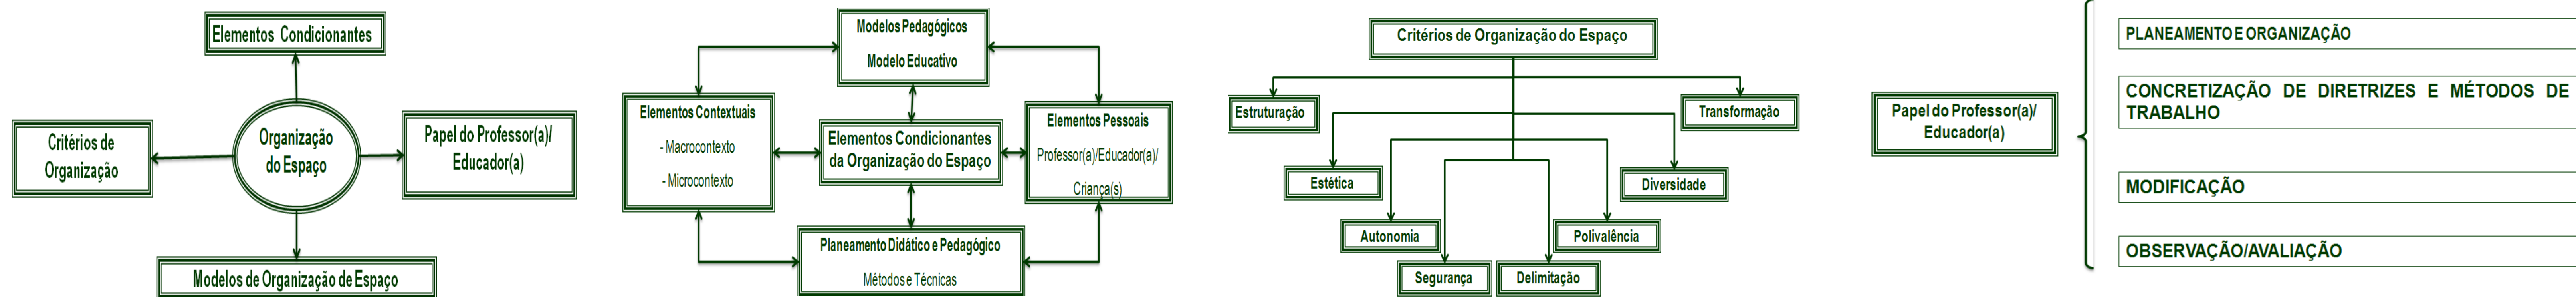 Elementos Condicionantes
Critérios de
Organização
Organização
do Espaço
Papel do Professor(a)/
Educador(a)
Modelos de Organização de Espaço
Modelos Pedagógicos
Modelo Educativo
Elementos Contextuais
- Macrocontexto
- Microcontexto
Elementos Condicionantes
da Organização do Espaço
Elementos Pessoais
Professor(a)/Educador(a)/
Criança(s)
Planeamento Didático e Pedagógico
Métodos e Técnicas
Critérios de Organização do Espaço
Estruturação
Transformação
Estética
Diversidade
Autonomia
Polivalência
Segurança
Delimitação
Papel do Professor(a)/
Educador(a)
PLANEAMENTO E ORGANIZAÇÃO
CONCRETIZAÇÃO DE DIRETRIZES E MÉTODOS DE
TRABALHO
MODIFICAÇÃO
OBSERVAÇÃO/AVALIAÇÃO